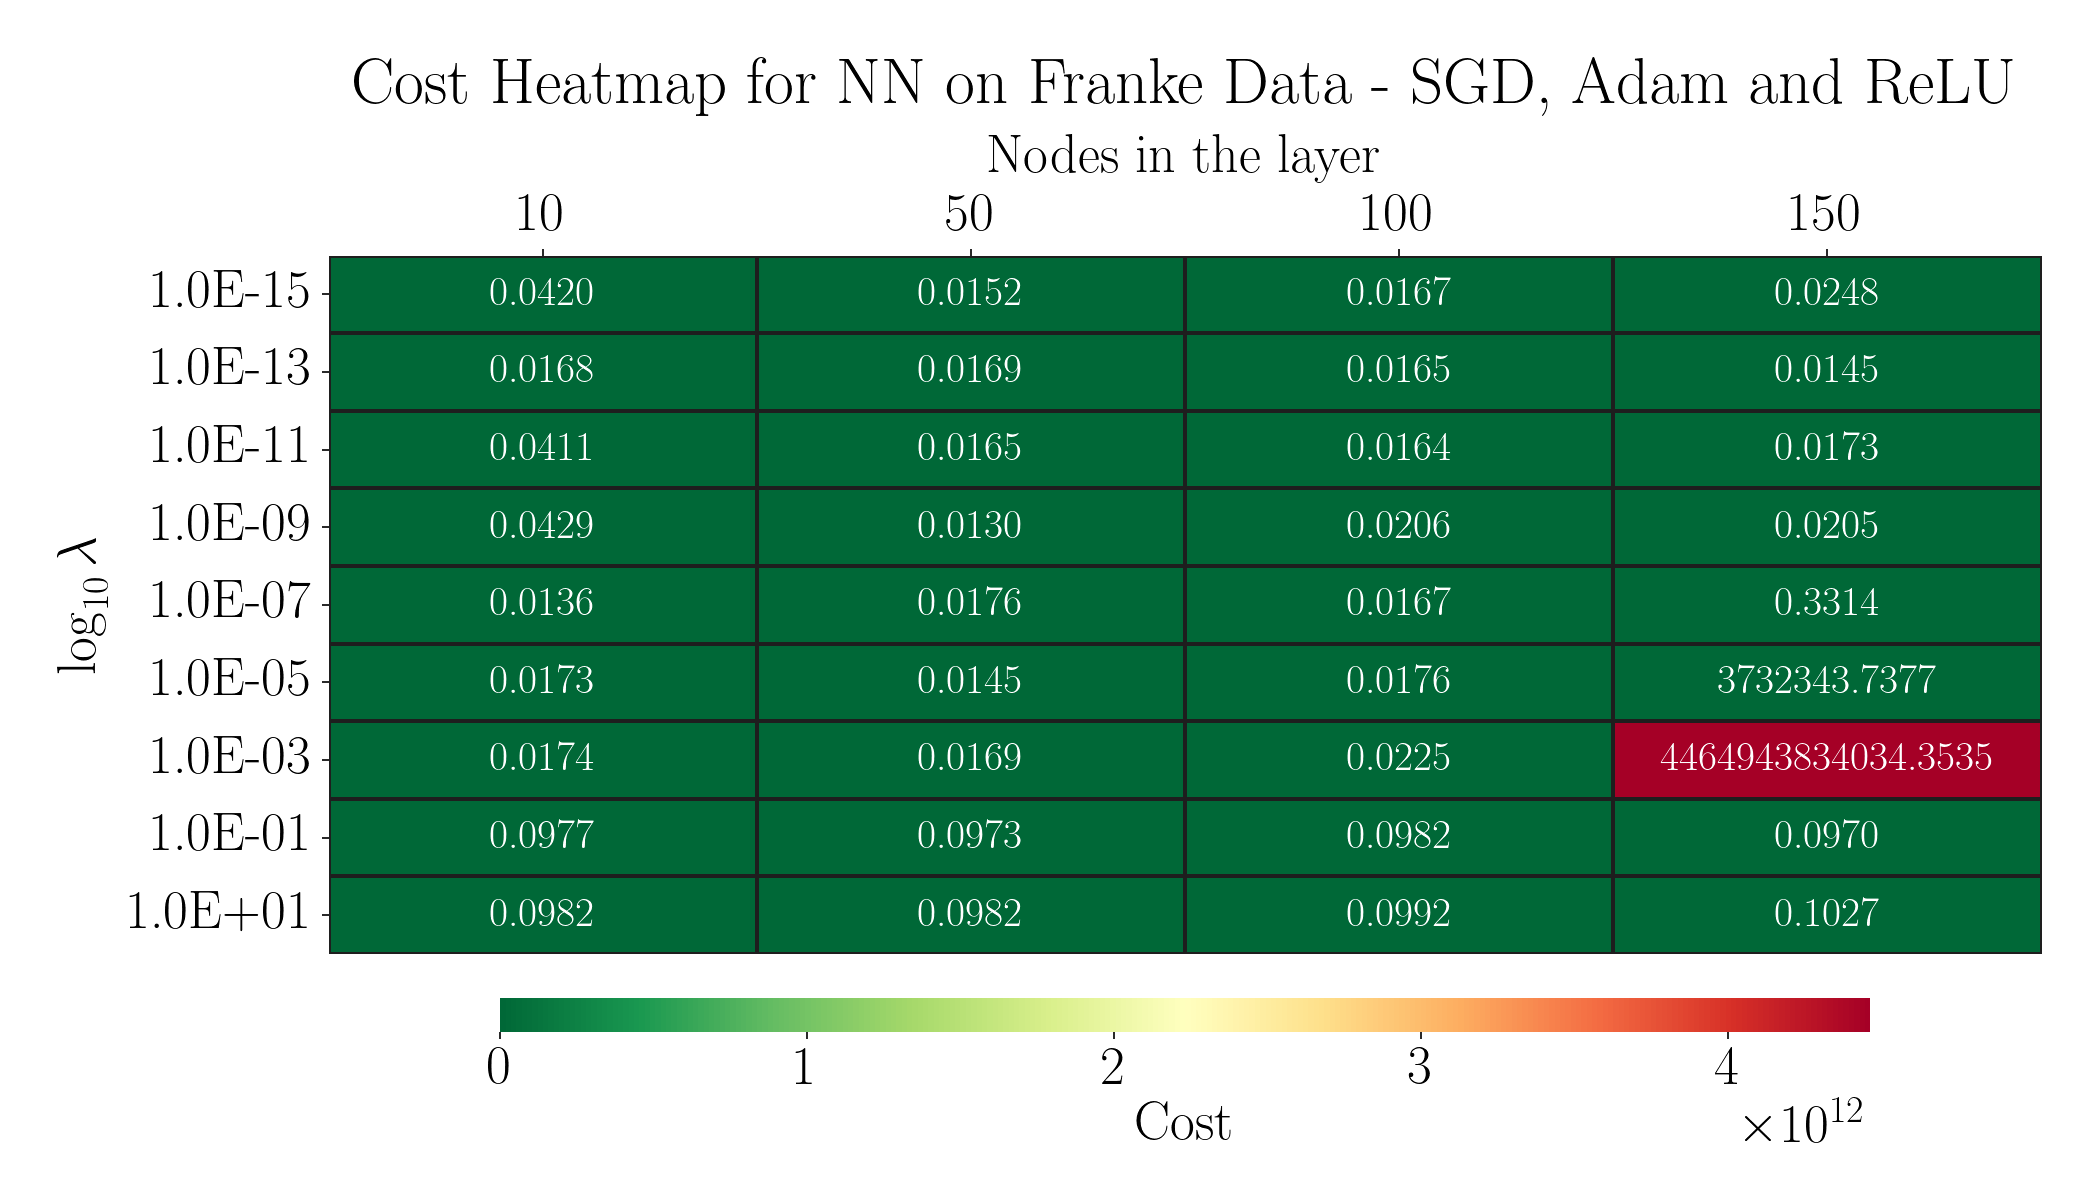 Cost Heatmap for NN on Franke Data - SGD, Adam and ReLU
Nodes in the layer
10 50 100 150
log₁₀ λ
1.0E-15 0.0420 0.0152 0.0167 0.0248
1.0E-13 0.0168 0.0169 0.0165 0.0145
1.0E-11 0.0411 0.0165 0.0164 0.0173
1.0E-09 0.0429 0.0130 0.0206 0.0205
1.0E-07 0.0136 0.0176 0.0167 0.3314
1.0E-05 0.0173 0.0145 0.0176 3732343.7377
1.0E-03 0.0174 0.0169 0.0225 4464943834034.3535
1.0E-01 0.0977 0.0973 0.0982 0.0970
1.0E+01 0.0982 0.0982 0.0992 0.1027
0 1 2 3 4
Cost
×10¹²